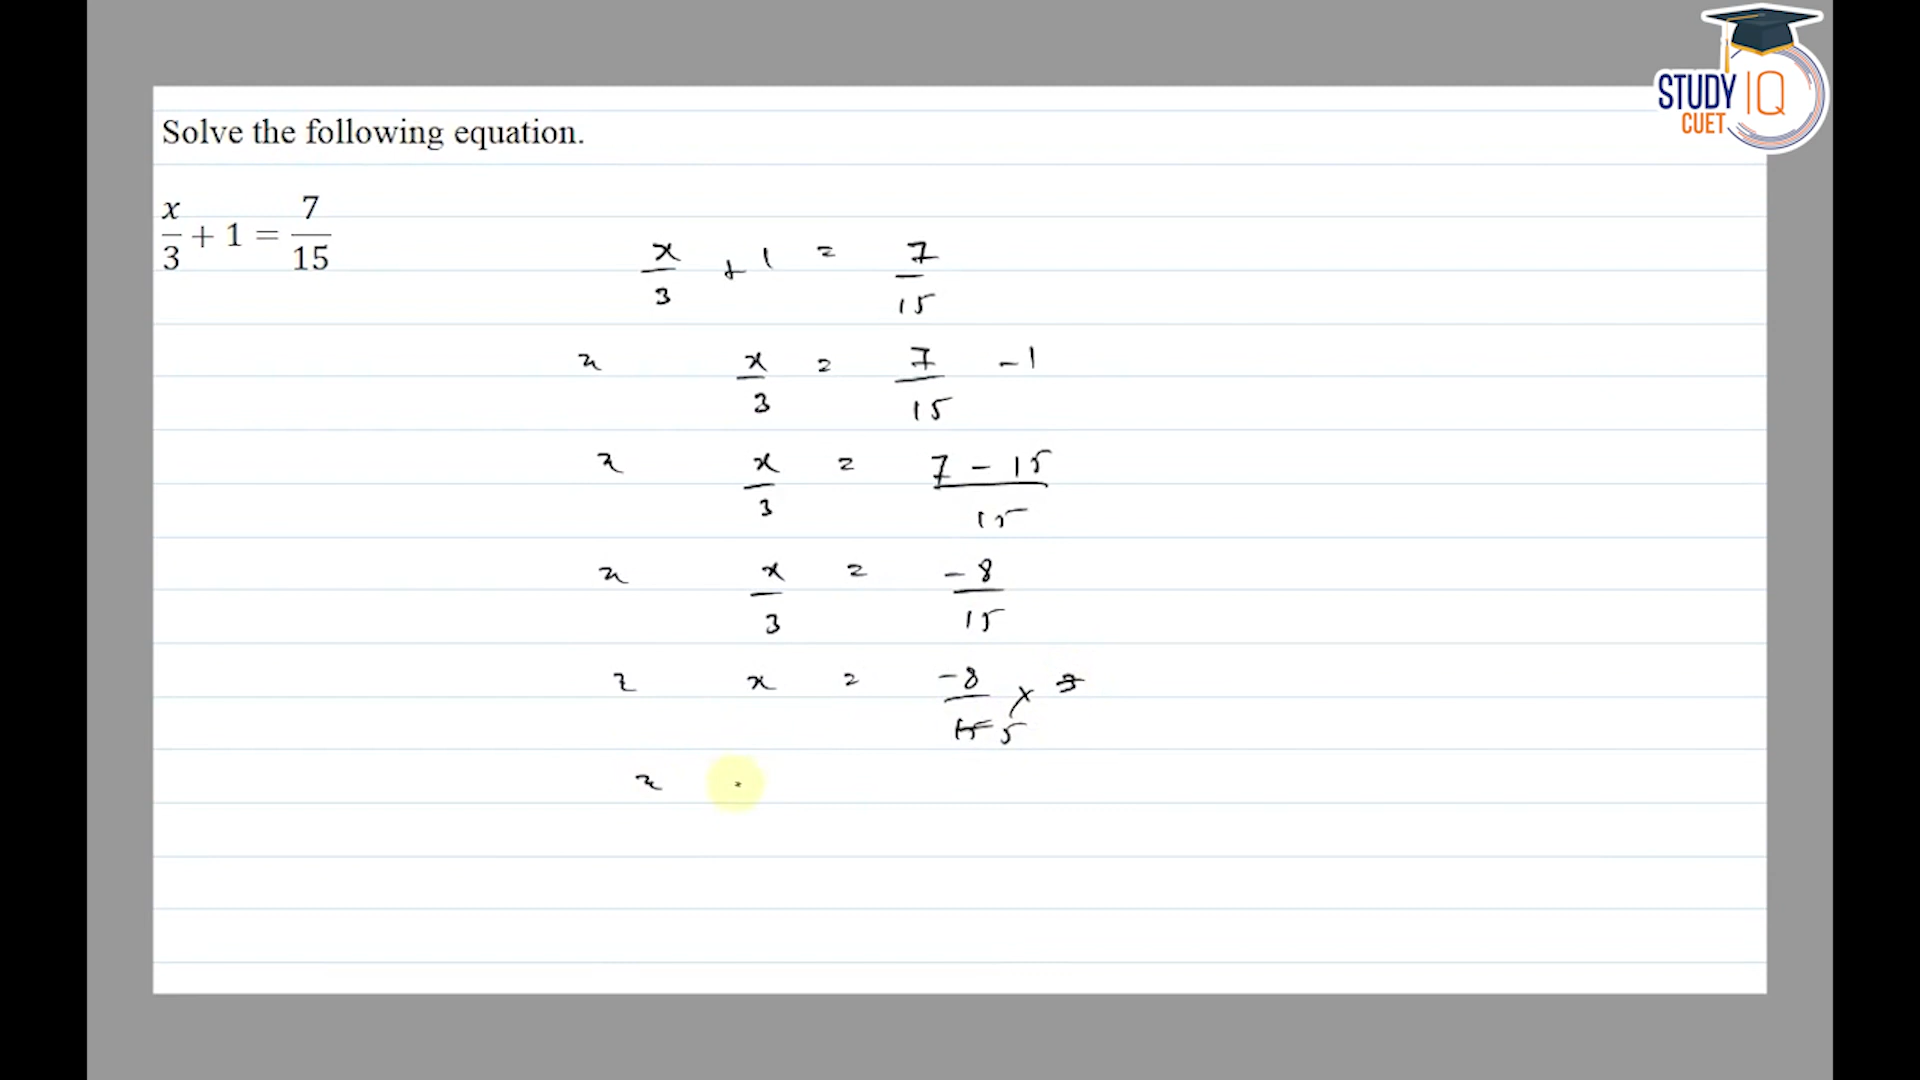 STUDY IQ
CUET
Solve the following equation.
x/3 + 1 = 7/15
x/3 + 1 = 7/15
⇒ x/3 = 7/15 - 1
⇒ x/3 = 7 - 15/15
⇒ x/3 = -8/15
⇒ x = -8/15 5 × 3
⇒